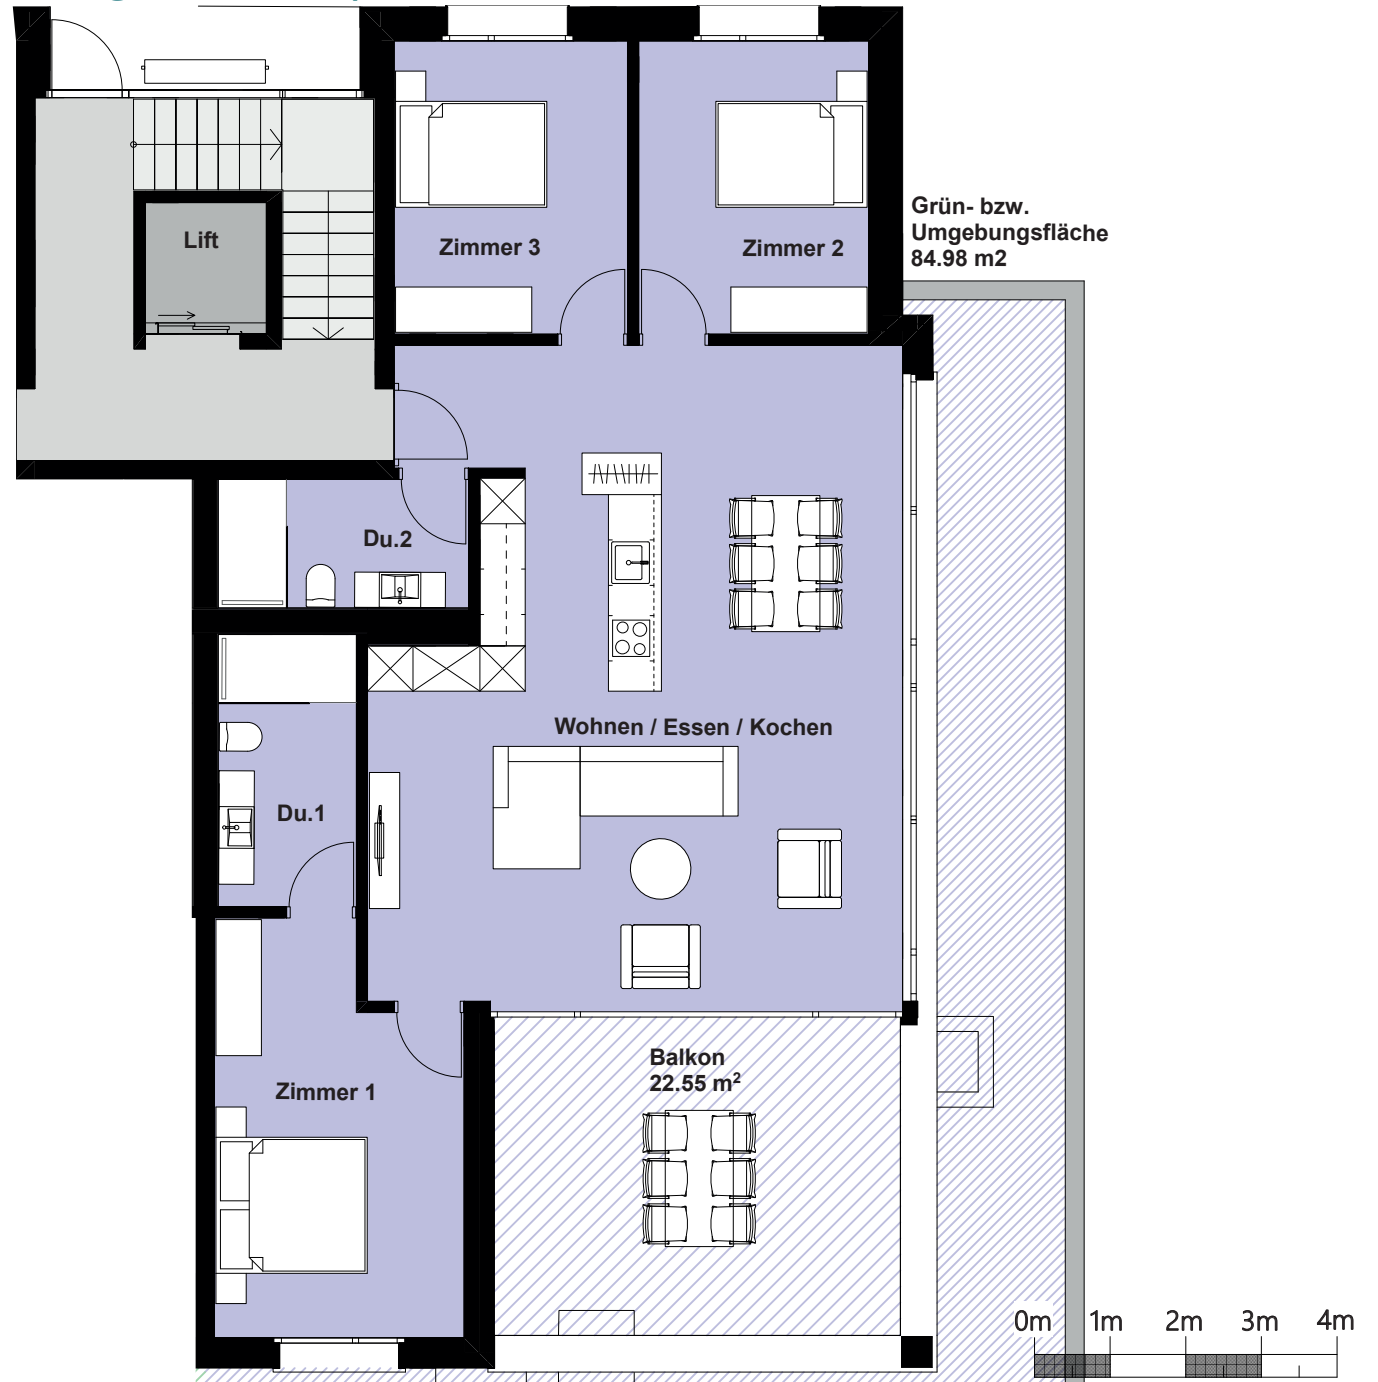 Grün- bzw.
Umgebungsfläche
84.98 m2
Lift
Zimmer 3
Zimmer 2
Du.2
Wohnen / Essen / Kochen
Du.1
Balkon
22.55 m²
Zimmer 1
0m 1m 2m 3m 4m